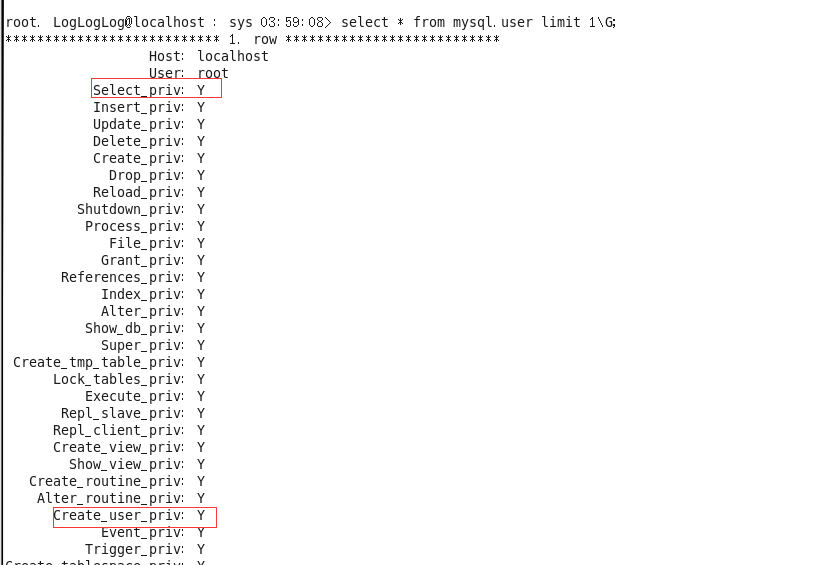 root. LogLogLog@localhost : sys 03:59:08> select * from mysql.user limit 1\G;
*************************** 1. row ***************************
Host: localhost
User: root
Select_priv: Y
Insert_priv: Y
Update_priv: Y
Delete_priv: Y
Create_priv: Y
Drop_priv: Y
Reload_priv: Y
Shutdown_priv: Y
Process_priv: Y
File_priv: Y
Grant_priv: Y
References_priv: Y
Index_priv: Y
Alter_priv: Y
Show_db_priv: Y
Super_priv: Y
Create_tmp_table_priv: Y
Lock_tables_priv: Y
Execute_priv: Y
Repl_slave_priv: Y
Repl_client_priv: Y
Create_view_priv: Y
Show_view_priv: Y
Create_routine_priv: Y
Alter_routine_priv: Y
Create_user_priv: Y
Event_priv: Y
Trigger_priv: Y
Create_tablespace_priv: Y